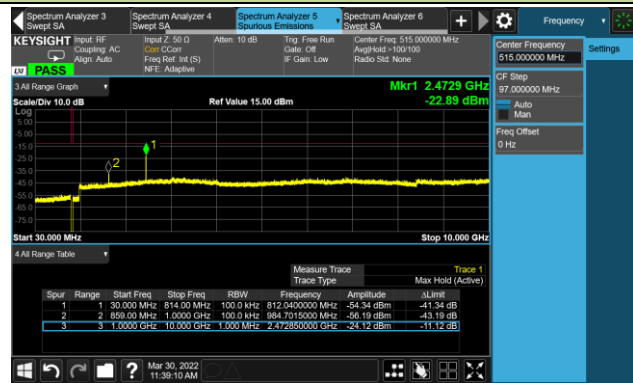 Spectrum Analyzer 3
Swept SA
Spectrum Analyzer 4
Swept SA
Spectrum Analyzer 5
Spurious Emissions
Spectrum Analyzer 6
Swept SA
Frequency
KEYSIGHT
Input: RF
Coupling: AC
Align: Auto
Input Z: 50 Ω
Corr CCorr
Freq Ref: Int (S)
NFE: Adaptive
Atten: 10 dB
Trig: Free Run
Gate: Off
IF Gain: Low
Center Freq: 515.000000 MHz
Avg|Hold:>100/100
Radio Std: None
LXI PASS
Center Frequency
515.000000 MHz
Settings
CF Step
97.000000 MHz
Auto
Man
Freq Offset
0 Hz
3 All Range Graph
Mkr1 2.4729 GHz
Scale/Div 10.0 dB
Ref Value 15.00 dBm
-22.89 dBm
Log
5.00
-5.00
-15.0
-25.0
-35.0
-45.0
-55.0
-65.0
-75.0
1
2
Start 30.000 MHz
Stop 10.000 GHz
4 All Range Table
Measure Trace Trace 1
Trace Type Max Hold (Active)
Spur Range Start Freq Stop Freq RBW Frequency Amplitude ΔLimit
1 1 30.000 MHz 814.00 MHz 100.0 kHz 812.0400000 MHz -54.34 dBm -41.34 dB
2 2 859.00 MHz 1.0000 GHz 100.0 kHz 984.7015000 MHz -56.19 dBm -43.19 dB
3 3 1.0000 GHz 10.000 GHz 1.000 MHz 2.472850000 GHz -24.12 dBm -11.12 dB
Mar 30, 2022
11:39:10 AM